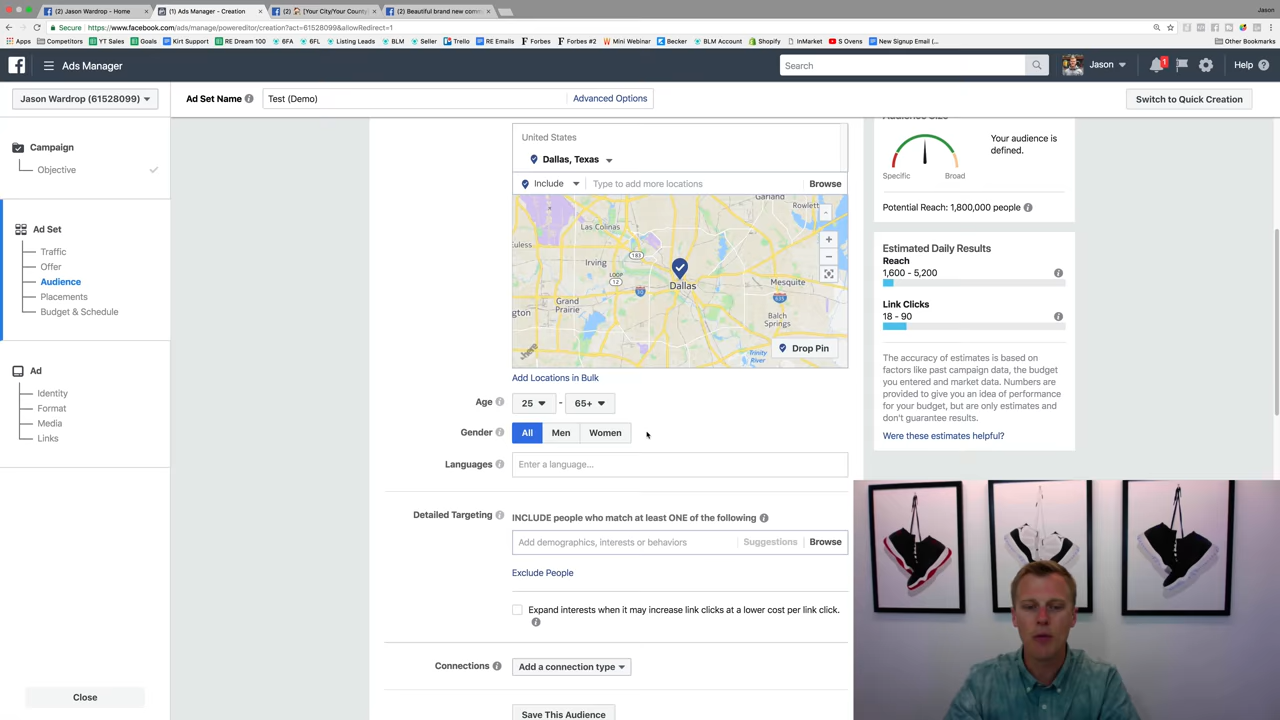 Jason
(2) Jason Wardrop - Home
(1) Ads Manager - Creation
(2) 🏠 [Your City/Your County
(2) Beautiful brand new com
Secure
https://www.facebook.com/ads/manage/powereditor/creation?act=61528099&allowRedirect=1
Apps Competitors YT Sales Goals Kirt Support RE Dream 100 6FA 6FL Listing Leads BLM Seller Trello RE Emails Forbes Forbes #2 Mini Webinar Becker BLM Account Shopify InMarket S Ovens New Signup Email (... Other Bookmarks
Ads Manager
Search
Jason
1
Help
Jason Wardrop (61528099)
Ad Set Name
Test (Demo)
Advanced Options
Switch to Quick Creation
Campaign
Objective
Ad Set
Traffic
Offer
Audience
Placements
Budget & Schedule
Ad
Identity
Format
Media
Links
Close
United States
Dallas, Texas
Include
Type to add more locations
Browse
Garland
Rowlett
Las Colinas
183
Irving
LOOP
12
Dallas
Mesquite
Grand
Prairie
Balch
Springs
Trinity
River
here
Drop Pin
Add Locations in Bulk
Age
25 - 65+
Gender
All Men Women
Languages
Enter a language...
Detailed Targeting
INCLUDE people who match at least ONE of the following
Add demographics, interests or behaviors
Suggestions
Browse
Exclude People
Expand interests when it may increase link clicks at a lower cost per link click.
Connections
Add a connection type
Save This Audience
Audience Size
Your audience is
defined.
Specific
Broad
Potential Reach: 1,800,000 people
Estimated Daily Results
Reach
1,600 - 5,200
Link Clicks
18 - 90
The accuracy of estimates is based on
factors like past campaign data, the budget
you entered and market data. Numbers are
provided to give you an idea of performance
for your budget, but are only estimates and
don't guarantee results.
Were these estimates helpful?